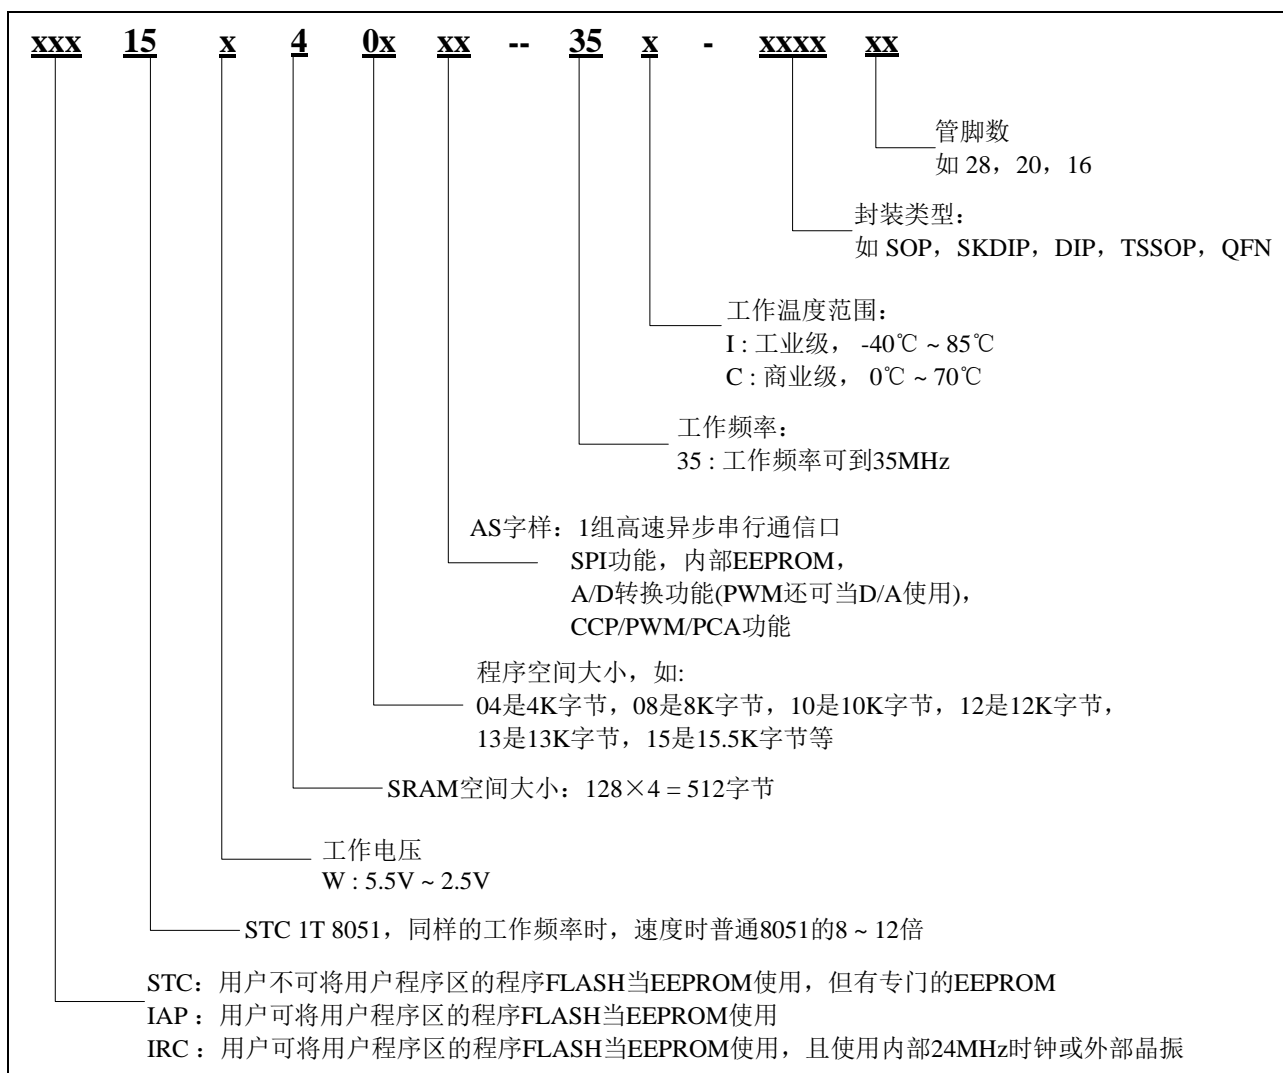 xxx 15 x 4 0x xx -- 35 x - xxxx xx
管脚数
如 28，20，16
封装类型：
如 SOP，SKDIP，DIP，TSSOP，QFN
工作温度范围：
I : 工业级， -40℃ ~ 85℃
C : 商业级， 0℃ ~ 70℃
工作频率：
35 : 工作频率可到35MHz
AS字样：1组高速异步串行通信口
SPI功能，内部EEPROM，
A/D转换功能(PWM还可当D/A使用)，
CCP/PWM/PCA功能
程序空间大小，如:
04是4K字节，08是8K字节，10是10K字节，12是12K字节，
13是13K字节，15是15.5K字节等
SRAM空间大小：128×4 = 512字节
工作电压
W : 5.5V ~ 2.5V
STC 1T 8051，同样的工作频率时，速度时普通8051的8 ~ 12倍
STC：用户不可将用户程序区的程序FLASH当EEPROM使用，但有专门的EEPROM
IAP：用户可将用户程序区的程序FLASH当EEPROM使用
IRC：用户可将用户程序区的程序FLASH当EEPROM使用，且使用内部24MHz时钟或外部晶振